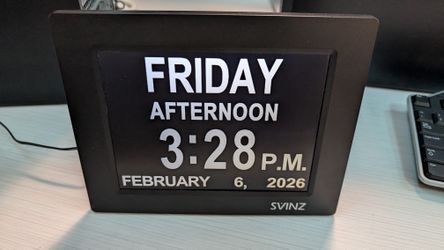 FRIDAY
AFTERNOON
3:28 P.M.
FEBRUARY 6, 2026
SVINZ